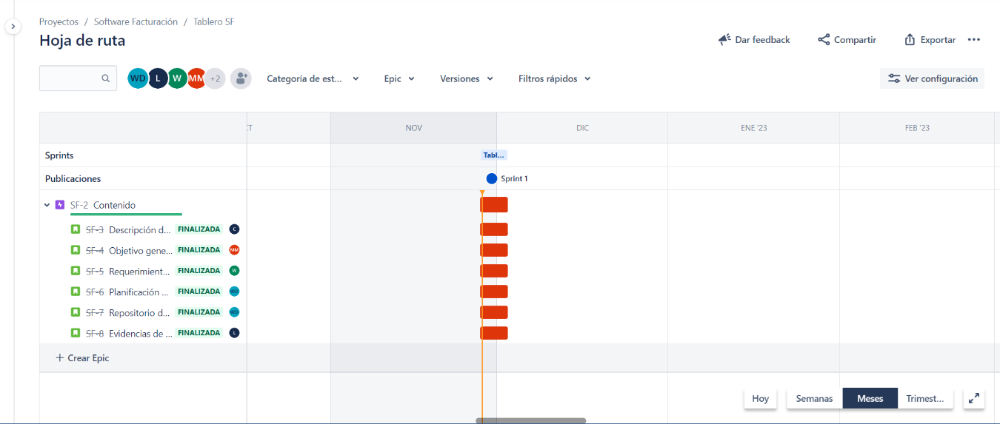 Proyectos / Software Facturación / Tablero SF
Hoja de ruta
Dar feedback Compartir Exportar
WD L W MM +2 Categoría de est... Epic Versiones Filtros rápidos Ver configuración
CT NOV DIC ENE '23 FEB '23
Sprints Tabl...
Publicaciones Sprint 1
SF-2 Contenido
SF-3 Descripción d... FINALIZADA C
SF-4 Objetivo gene... FINALIZADA MM
SF-5 Requerimient... FINALIZADA W
SF-6 Planificación ... FINALIZADA WD
SF-7 Repositorio d... FINALIZADA WD
SF-8 Evidencias de ... FINALIZADA L
+ Crear Epic
Hoy Semanas Meses Trimest...